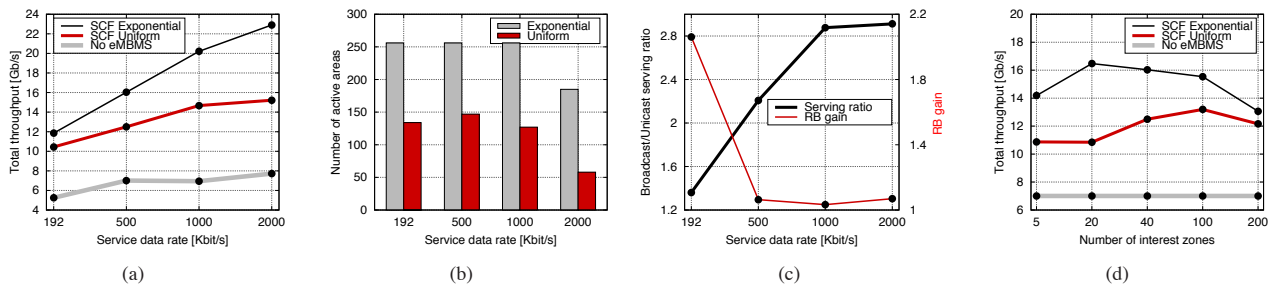 Total throughput [Gb/s]
24
22
20
18
16
14
12
10
8
6
4
SCF Exponential
SCF Uniform
No eMBMS
192 500 1000 2000
Service data rate [Kbit/s]
(a)
Number of active areas
300
250
200
150
100
50
0
Exponential
Uniform
192 500 1000 2000
Service data rate [Kbit/s]
(b)
Broadcast/Unicast serving ratio
2.8
2.4
2
1.6
1.2
Serving ratio
RB gain
2.2
1.8
1.4
1
RB gain
192 500 1000 2000
Service data rate [Kbit/s]
(c)
Total throughput [Gb/s]
20
18
16
14
12
10
8
6
SCF Exponential
SCF Uniform
No eMBMS
5 20 40 100 200
Number of interest zones
(d)